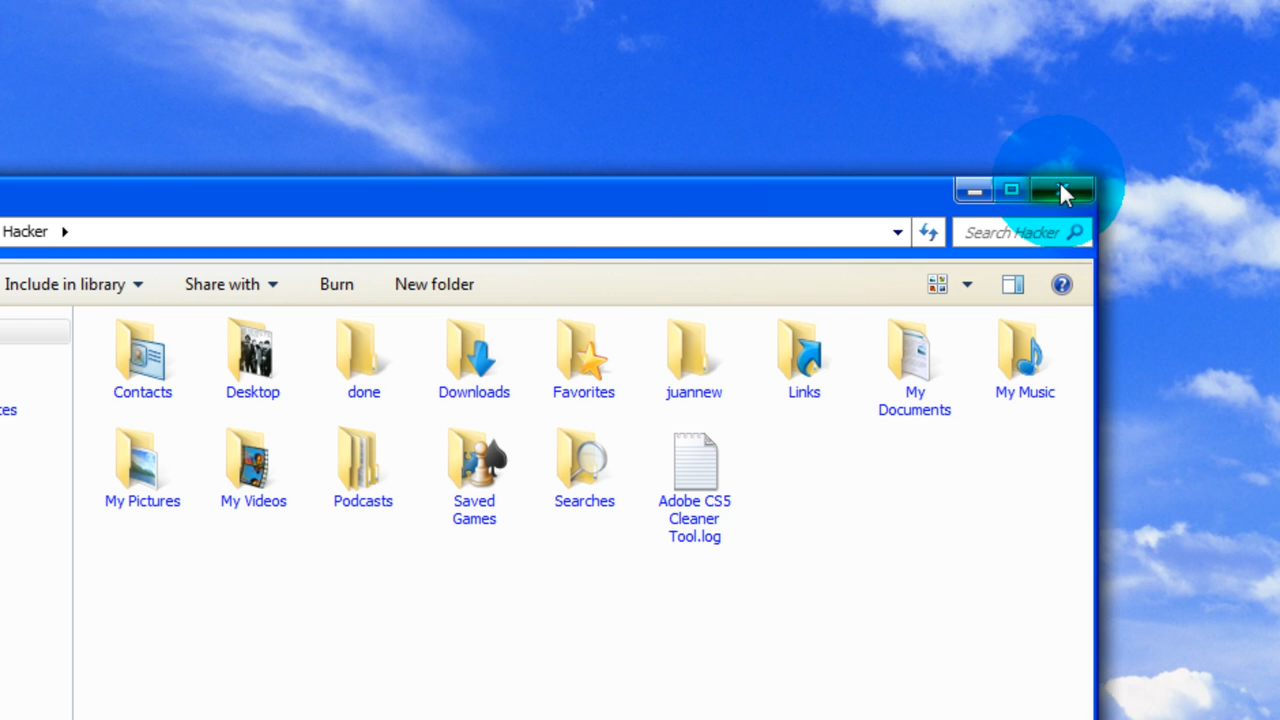 Hacker
Search Hacker
Include in library
Share with
Burn
New folder
Contacts
Desktop
done
Downloads
Favorites
juannew
Links
My
Documents
My Music
My Pictures
My Videos
Podcasts
Saved
Games
Searches
Adobe CS5
Cleaner
Tool.log